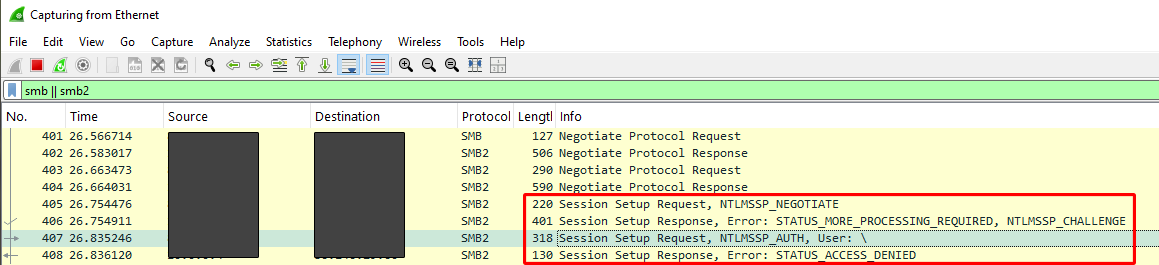 Capturing from Ethernet
File Edit View Go Capture Analyze Statistics Telephony Wireless Tools Help
smb || smb2
No. Time Source Destination Protocol Lengtl Info
401 26.566714 SMB 127 Negotiate Protocol Request
402 26.583017 SMB2 506 Negotiate Protocol Response
403 26.663473 SMB2 290 Negotiate Protocol Request
404 26.664031 SMB2 590 Negotiate Protocol Response
405 26.754476 SMB2 220 Session Setup Request, NTLMSSP_NEGOTIATE
406 26.754911 SMB2 401 Session Setup Response, Error: STATUS_MORE_PROCESSING_REQUIRED, NTLMSSP_CHALLENGE
407 26.835246 SMB2 318 Session Setup Request, NTLMSSP_AUTH, User: \
408 26.836120 SMB2 130 Session Setup Response, Error: STATUS_ACCESS_DENIED